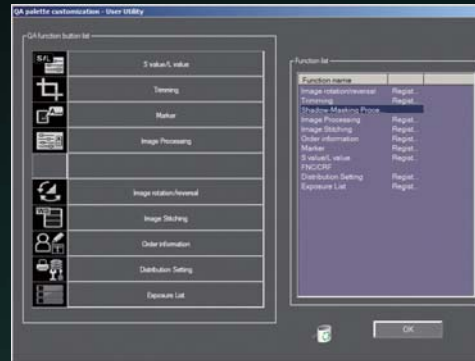 QA palette customization - User Utility
QA function button list
S/L
S value/L value
Trimming
Marker
Image Processing
Image rotation/reversal
Image Stitching
Order information
Distribution Setting
Exposure List
Function list
Function name
Image rotation/reversal Regist...
Trimming Regist...
Shadow-Masking Proce...
Image Processing Regist...
Image Stitching Regist...
Order information Regist...
Marker Regist...
S value/L value Regist...
FNC/CRF
Distribution Setting Regist...
Exposure List Regist...
OK